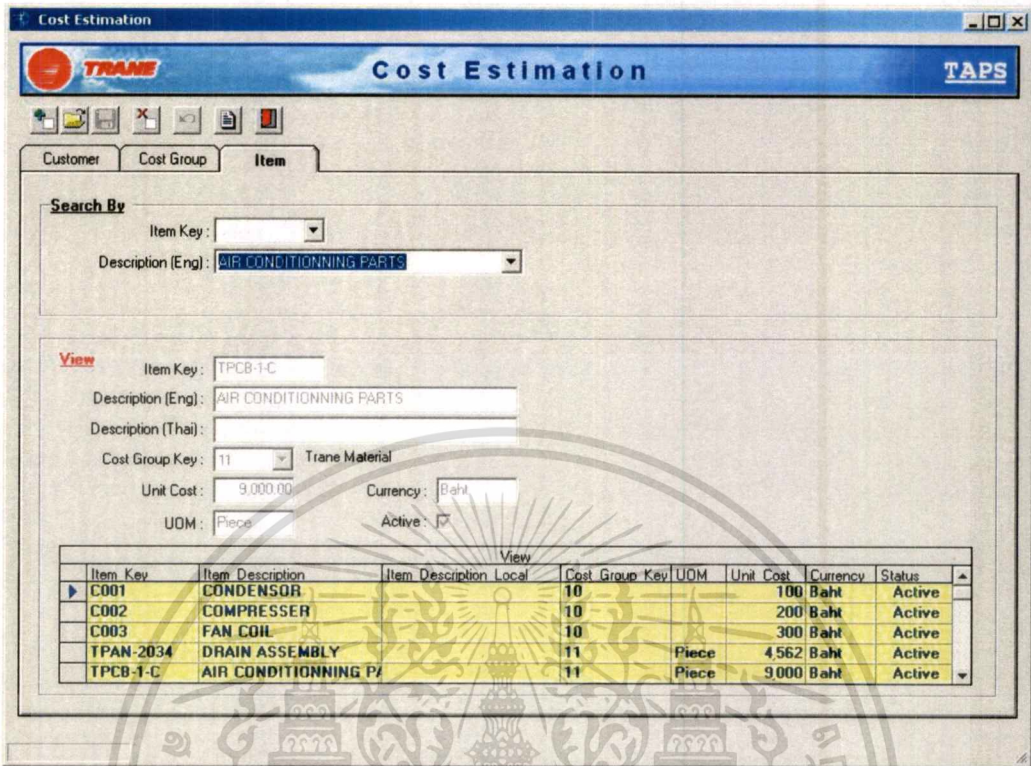 Cost Estimation
TRANE Cost Estimation TAPS
Customer Cost Group Item
Search By
Item Key :
Description (Eng) : AIR CONDITIONNING PARTS
View
Item Key : TPCB-1-C
Description (Eng) : AIR CONDITIONNING PARTS
Description (Thai) :
Cost Group Key : 11 Trane Material
Unit Cost : 9,000.00 Currency : Baht
UOM : Piece Active :
View
Item Key Item Description Item Description Local Cost Group Key UOM Unit Cost Currency Status
C001 CONDENSOR 10 100 Baht Active
C002 COMPRESSER 10 200 Baht Active
C003 FAN COIL 10 300 Baht Active
TPAN-2034 DRAIN ASSEMBLY 11 Piece 4,562 Baht Active
TPCB-1-C AIR CONDITIONNING PA 11 Piece 9,000 Baht Active